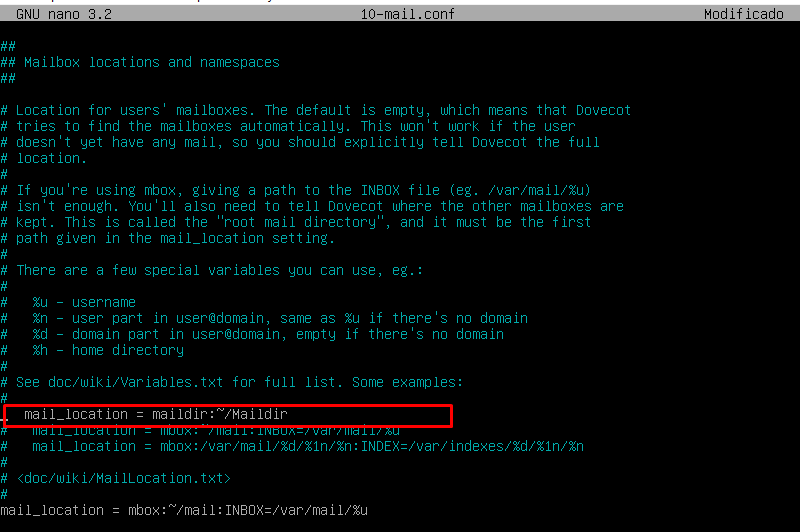 GNU nano 3.2 10-mail.conf Modificado
##
## Mailbox locations and namespaces
##
# Location for users' mailboxes. The default is empty, which means that Dovecot
# tries to find the mailboxes automatically. This won't work if the user
# doesn't yet have any mail, so you should explicitly tell Dovecot the full
# location.
#
# If you're using mbox, giving a path to the INBOX file (eg. /var/mail/%u)
# isn't enough. You'll also need to tell Dovecot where the other mailboxes are
# kept. This is called the "root mail directory", and it must be the first
# path given in the mail_location setting.
#
# There are a few special variables you can use, eg.:
#
#   %u - username
#   %n - user part in user@domain, same as %u if there's no domain
#   %d - domain part in user@domain, empty if there's no domain
#   %h - home directory
#
# See doc/wiki/Variables.txt for full list. Some examples:
#
   mail_location = maildir:~/Maildir
#   mail_location = mbox:~/mail:INBOX=/var/mail/%u
#   mail_location = mbox:/var/mail/%d/%1n/%n:INDEX=/var/indexes/%d/%1n/%n
#
# <doc/wiki/MailLocation.txt>
#
mail_location = mbox:~/mail:INBOX=/var/mail/%u